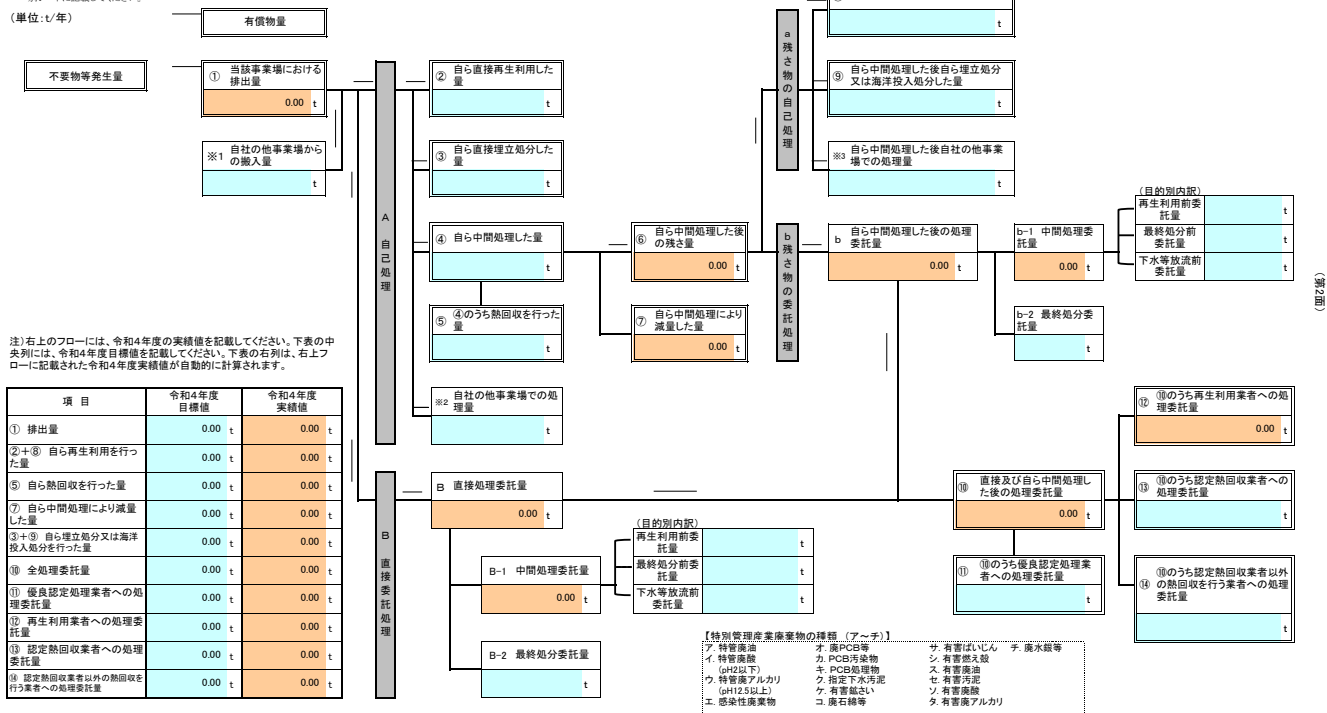 (単位:t/年)
有償物量
不要物等発生量
① 当該事業場における
排出量
0.00 t
※1 自社の他事業場から
の搬入量
t
A 自己処理
② 自ら直接再生利用した
量
t
③ 自ら直接埋立処分した
量
t
④ 自ら中間処理した量
t
⑤ ④のうち熱回収を行った
量
t
※2 自社の他事業場での処
理量
t
⑥ 自ら中間処理した後
の残さ量
0.00 t
⑦ 自ら中間処理により
減量した量
0.00 t
a 残さ物の自己処理
t
⑨ 自ら中間処理した後自ら埋立処分
又は海洋投入処分した量
t
※3 自ら中間処理した後自社の他事業
場での処理量
t
b 残さ物の委託処理
b 自ら中間処理した後の処理
委託量
0.00 t
b-1 中間処理委
託量
0.00 t
(目的別内訳)
再生利用前委
託量
t
最終処分前
委託量
t
下水等放流前
委託量
t
b-2 最終処分委
託量
t
(第2面)
注)右上のフローには、令和4年度の実績値を記載してください。下表の中
央列には、令和4年度目標値を記載してください。下表の右列は、右上フ
ローに記載された令和4年度実績値が自動的に計算されます。
項 目 令和4年度
目標値 令和4年度
実績値
① 排出量 0.00 t 0.00 t
②+⑧ 自ら再生利用を行っ
た量 0.00 t 0.00 t
⑤ 自ら熱回収を行った量 0.00 t 0.00 t
⑦ 自ら中間処理により減量
した量 0.00 t 0.00 t
③+⑨ 自ら埋立処分又は海洋
投入処分を行った量 0.00 t 0.00 t
⑩ 全処理委託量 0.00 t 0.00 t
⑪ 優良認定処理業者への処
理委託量 0.00 t 0.00 t
⑫ 再生利用業者への処理委
託量 0.00 t 0.00 t
⑬ 認定熱回収業者への処理
委託量 0.00 t 0.00 t
⑭ 認定熱回収業者以外の熱回収を
行う業者への処理委託量 0.00 t 0.00 t
B 直接委託処理
B 直接処理委託量
0.00 t
B-1 中間処理委託量
0.00 t
(目的別内訳)
再生利用前委
託量
t
最終処分前委
託量
t
下水等放流前
委託量
t
B-2 最終処分委託量
t
⑩ 直接及び自ら中間処理し
た後の処理委託量
0.00 t
⑪ ⑩のうち優良認定処理業
者への処理委託量
t
⑫ ⑩のうち再生利用業者への処
理委託量
0.00 t
⑬ ⑩のうち認定熱回収業者への
処理委託量
t
⑭ ⑩のうち認定熱回収業者以外
の熱回収を行う業者への処理
委託量
t
【特別管理産業廃棄物の種類 (ア～チ)】
ア. 特管廃油 オ. 廃PCB等 サ. 有害ばいじん チ. 廃水銀等
イ. 特管廃酸 カ. PCB汚染物 シ. 有害燃え殻
(pH2以下) キ. PCB処理物 ス. 有害廃油
ウ. 特管廃アルカリ ク. 指定下水汚泥 セ. 有害汚泥
(pH12.5以上) ケ. 有害鉱さい ソ. 有害廃酸
エ. 感染性廃棄物 コ. 廃石綿等 タ. 有害廃アルカリ